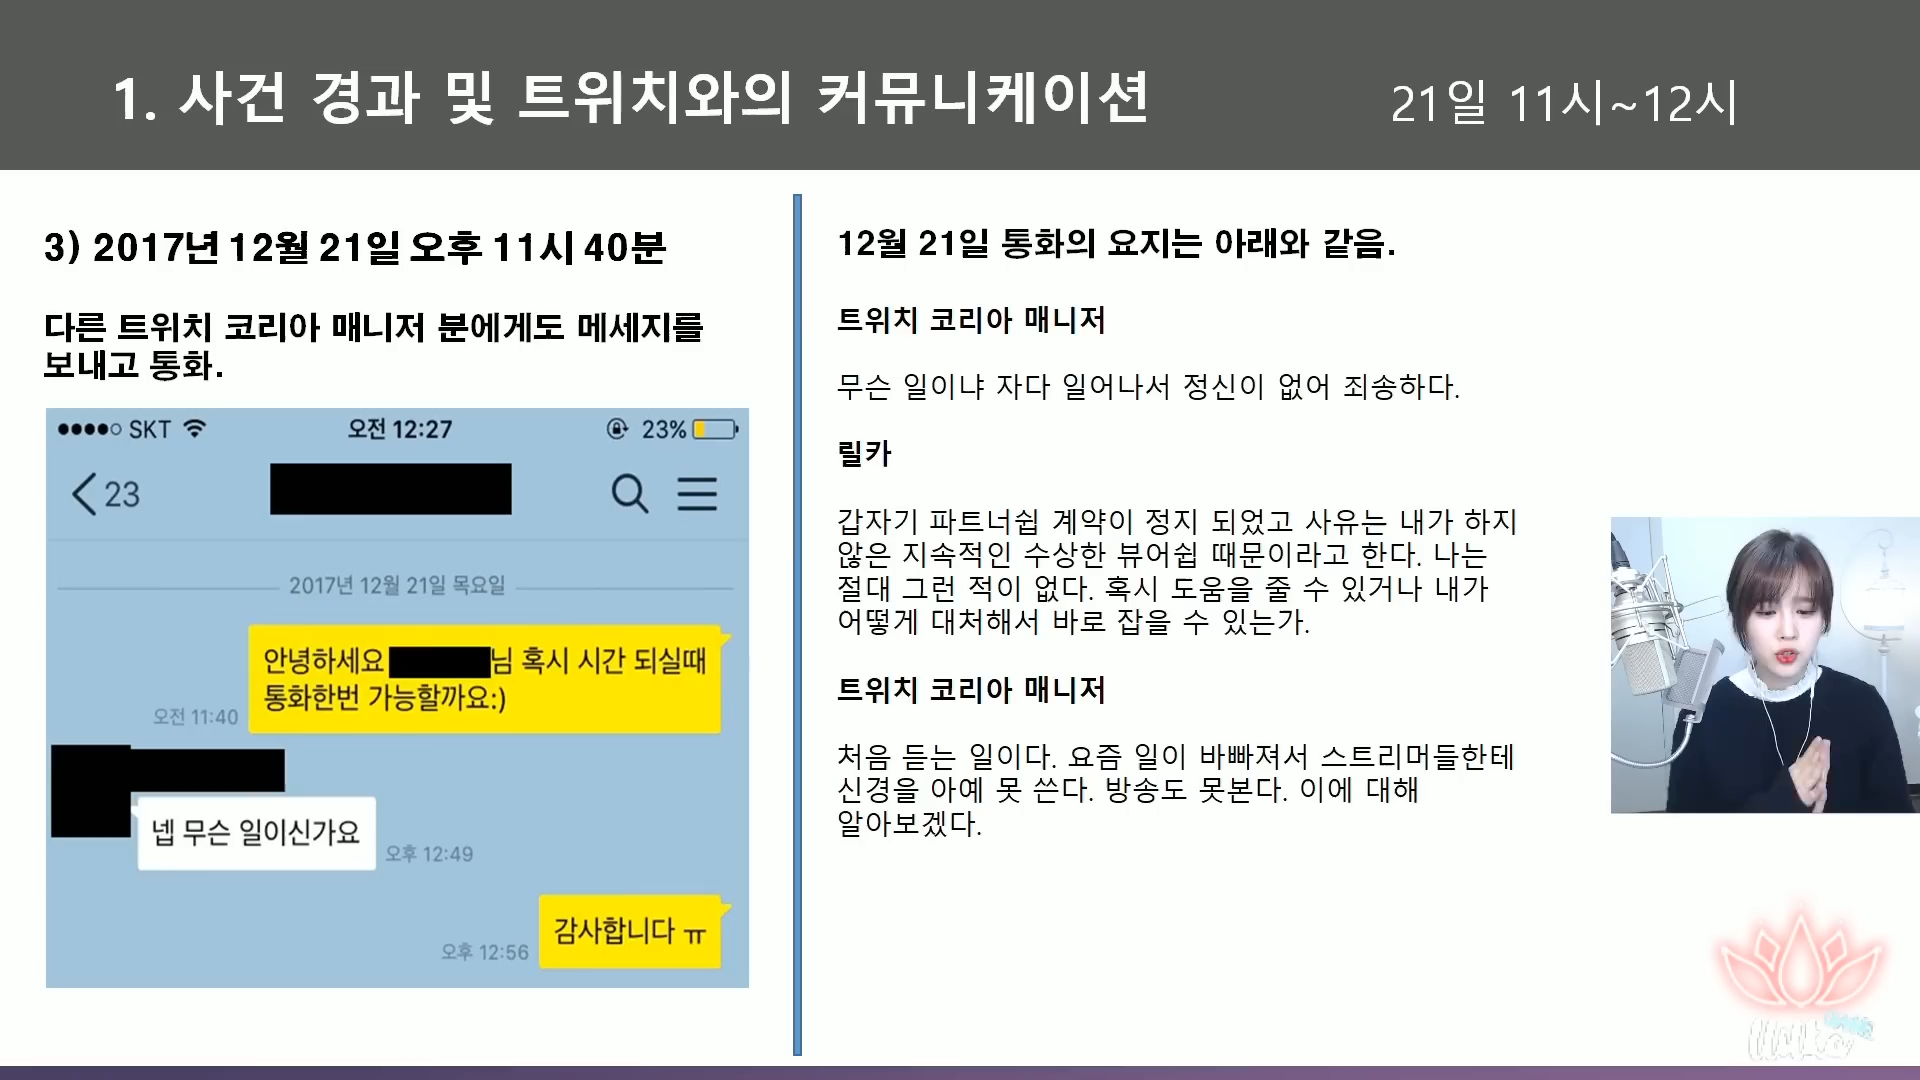 1. 사건 경과 및 트위치와의 커뮤니케이션
21일 11시~12시
3) 2017년 12월 21일 오후 11시 40분
다른 트위치 코리아 매니저 분에게도 메세지를
보내고 통화.
SKT 오전 12:27 23%
23
2017년 12월 21일 목요일
안녕하세요 님 혹시 시간 되실때
통화한번 가능할까요:)
오전 11:40
넵 무슨 일이신가요
오후 12:49
감사합니다 ㅠ
오후 12:56
12월 21일 통화의 요지는 아래와 같음.
트위치 코리아 매니저
무슨 일이냐 자다 일어나서 정신이 없어 죄송하다.
릴카
갑자기 파트너쉽 계약이 정지 되었고 사유는 내가 하지
않은 지속적인 수상한 뷰어쉽 때문이라고 한다. 나는
절대 그런 적이 없다. 혹시 도움을 줄 수 있거나 내가
어떻게 대처해서 바로 잡을 수 있는가.
트위치 코리아 매니저
처음 듣는 일이다. 요즘 일이 바빠져서 스트리머들한테
신경을 아예 못 쓴다. 방송도 못본다. 이에 대해
알아보겠다.